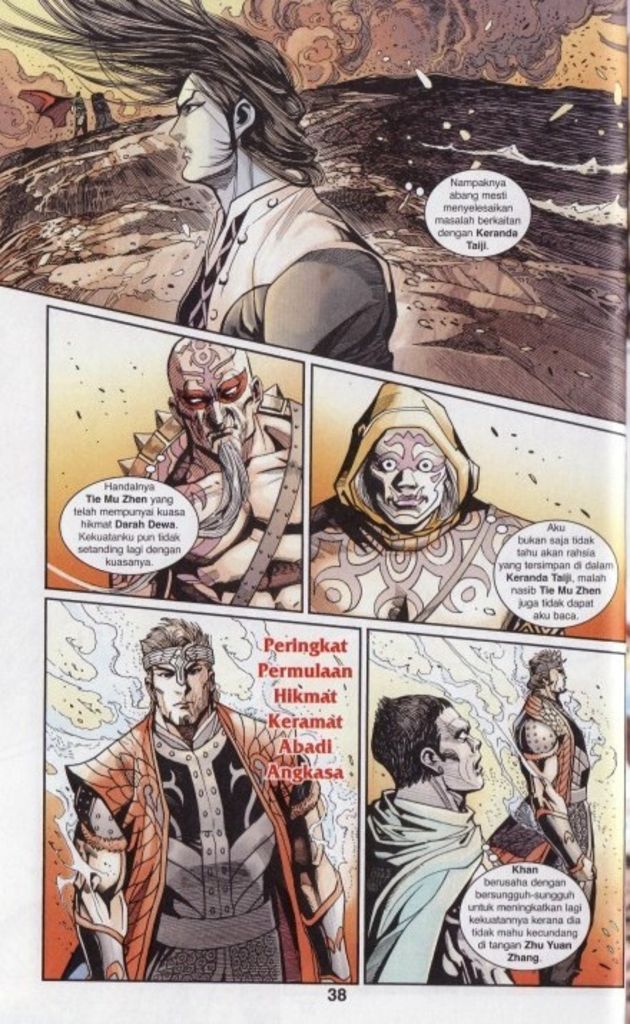 Nampaknya
abang mesti
menyelesaikan
masalah berkaitan
dengan Keranda
Taiji.
Handalnya
Tie Mu Zhen yang
telah mempunyai kuasa
hikmat Darah Dewa.
Kekuatanku pun tidak
setanding lagi dengan
kuasanya.
Aku
bukan saja tidak
tahu akan rahsia
yang tersimpan di dalam
Keranda Taiji, malah
nasib Tie Mu Zhen
juga tidak dapat
aku baca.
Peringkat
Permulaan
Hikmat
Keramat
Abadi
Angkasa
Khan
berusaha dengan
bersungguh-sungguh
untuk meningkatkan lagi
kekuatannya kerana dia
tidak mahu kecundang
di tangan Zhu Yuan
Zhang.
38